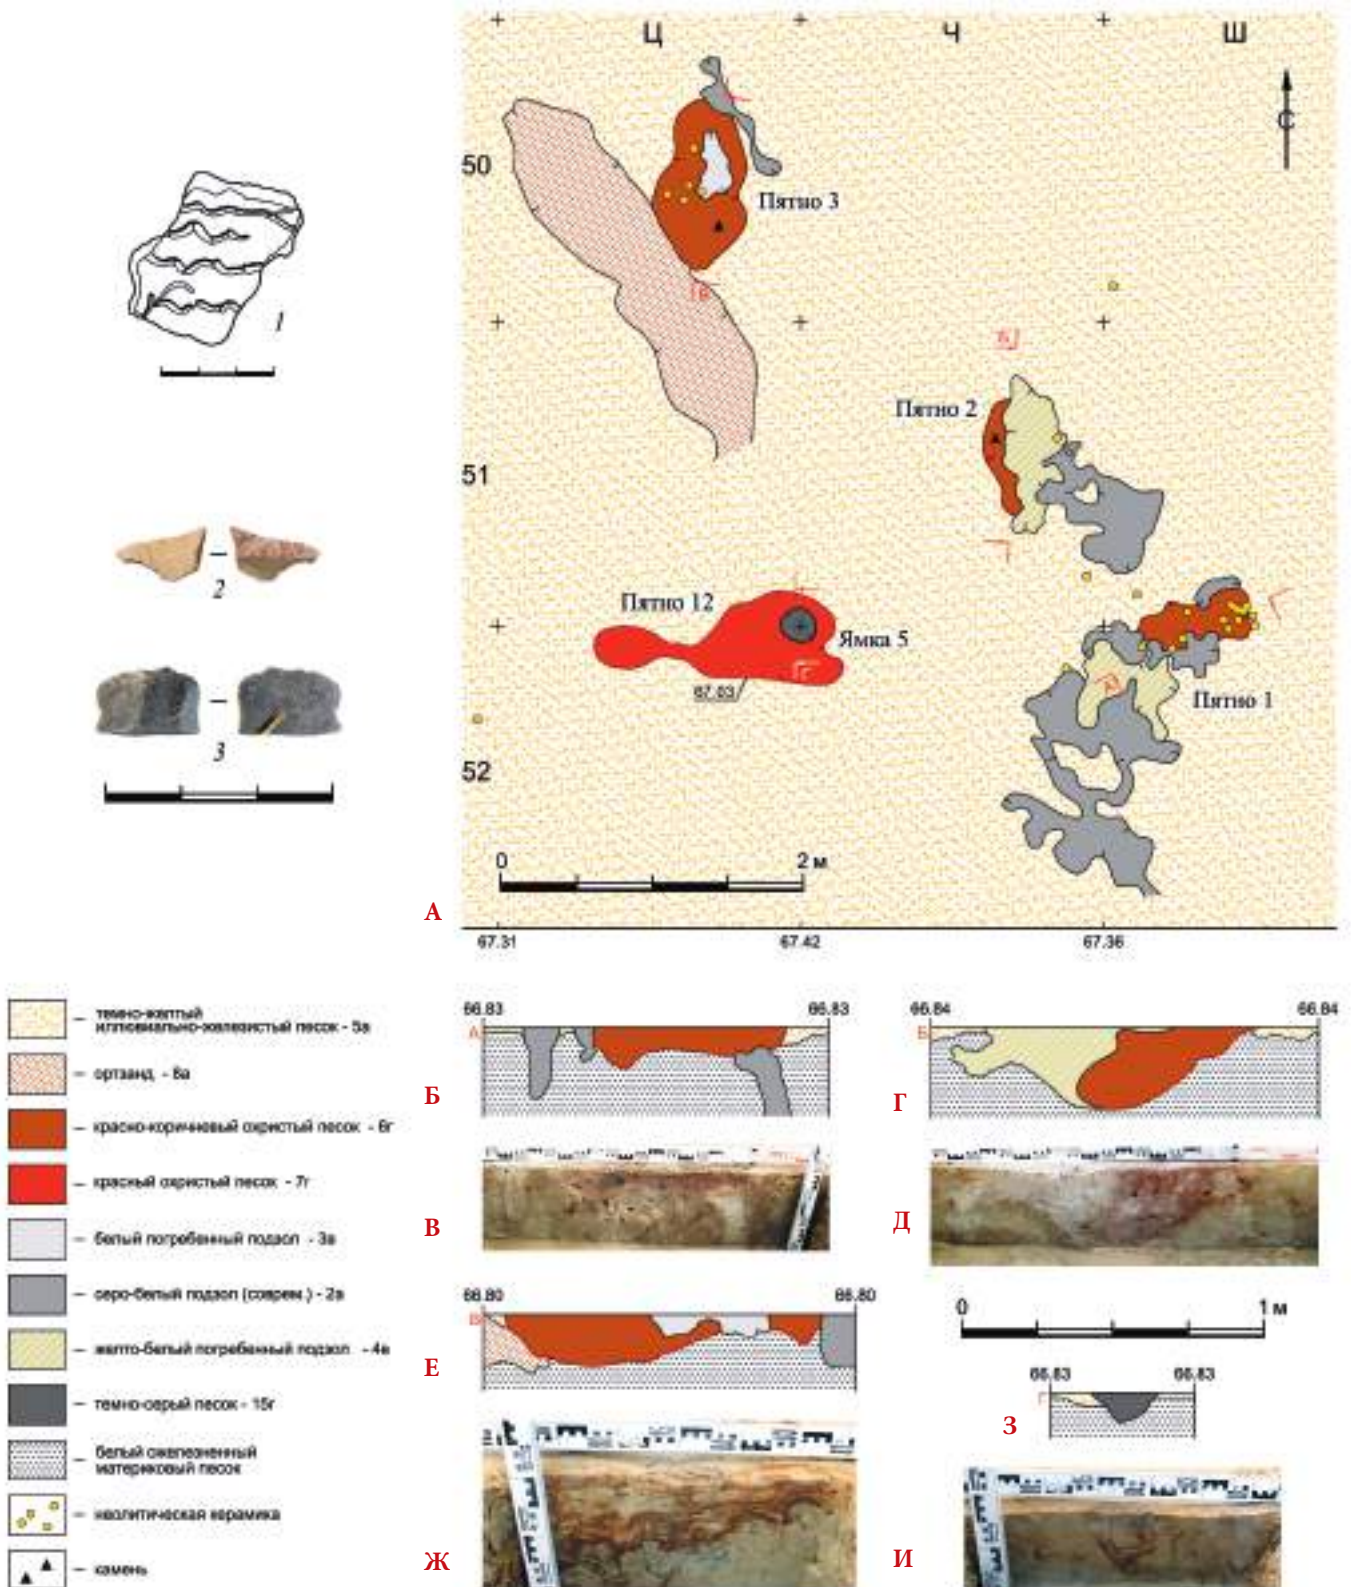 Ц Ч Ш
С
50
Пятно 3
1
Пятно 2
51
2
Пятно 12
Ямка 5
67.03
Пятно 1
3
52
0 2 м
А
67.31 67.42 67.36
темно-желтый
иллювиально-железистый песок - 5а
ортзанд - 8а
красно-коричневый охристый песок - 6г
красный охристый песок - 7г
белый погребенный подзол - 3в
серо-белый подзол (соврем.) - 2а
желто-белый погребенный подзол - 4в
темно-серый песок - 15г
белый ожелезненный
материковый песок
неолитическая керамика
камень
66.83 66.83
А
Б
66.84 66.84
Б
Г
В
Д
66.80 66.80
В
Е
0 1 м
66.83 66.83
Г
З
Ж
И